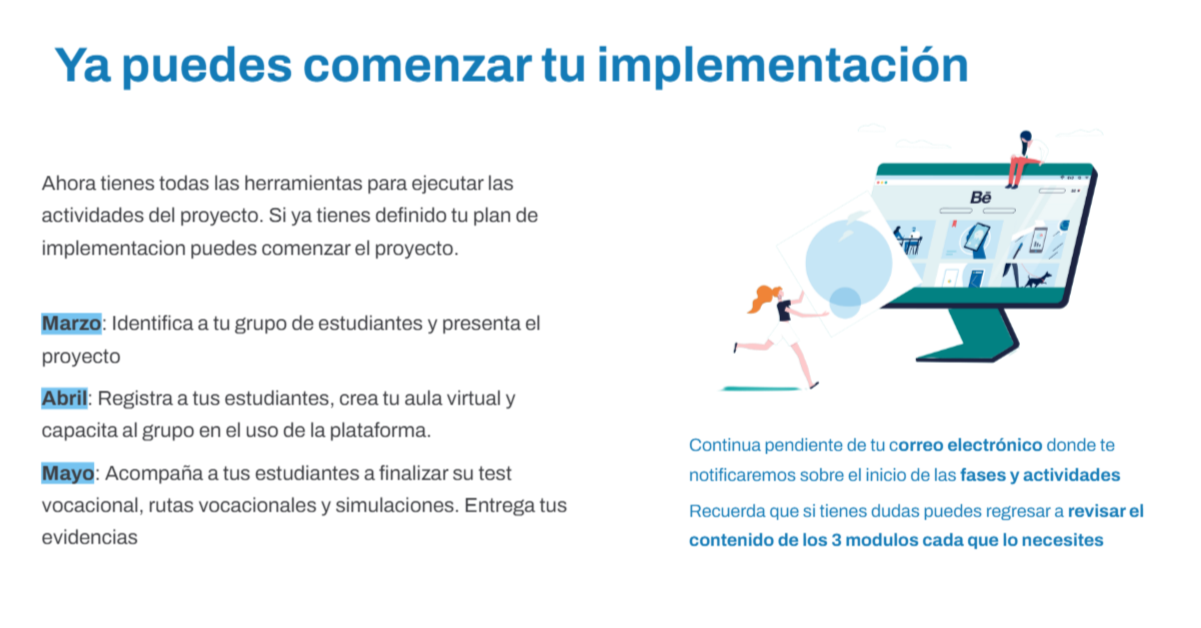 Ya puedes comenzar tu implementación
Ahora tienes todas las herramientas para ejecutar las
actividades del proyecto. Si ya tienes definido tu plan de
implementacion puedes comenzar el proyecto.
Marzo: Identifica a tu grupo de estudiantes y presenta el
proyecto
Abril: Registra a tus estudiantes, crea tu aula virtual y
capacita al grupo en el uso de la plataforma.
Mayo: Acompaña a tus estudiantes a finalizar su test
vocacional, rutas vocacionales y simulaciones. Entrega tus
evidencias
Bē
Continua pendiente de tu correo electrónico donde te
notificaremos sobre el inicio de las fases y actividades
Recuerda que si tienes dudas puedes regresar a revisar el
contenido de los 3 modulos cada que lo necesites